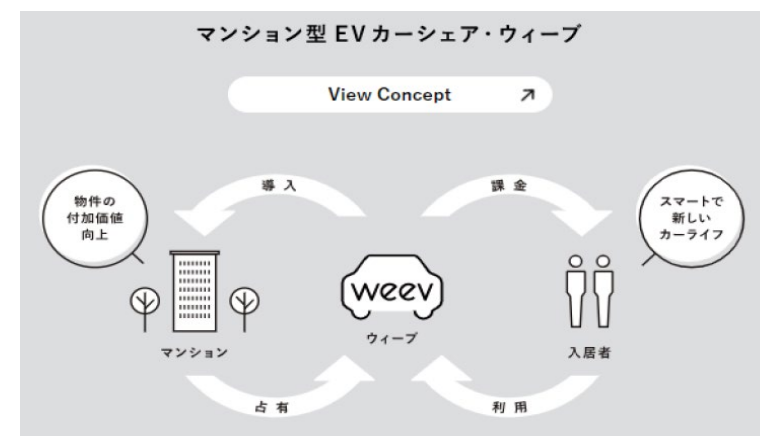 マンション型 EV カーシェア・ウィーブ
View Concept
導入
課金
物件の
付加価値
向上
スマートで
新しい
カーライフ
weev
ウィーブ
マンション
入居者
占有
利用